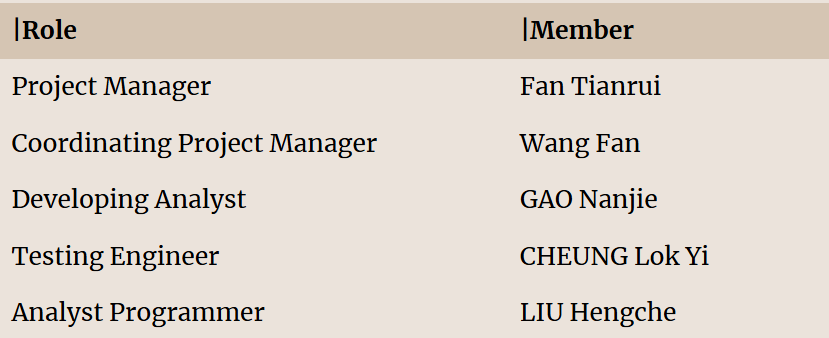 |Role |Member
Project Manager Fan Tianrui
Coordinating Project Manager Wang Fan
Developing Analyst GAO Nanjie
Testing Engineer CHEUNG Lok Yi
Analyst Programmer LIU Hengche